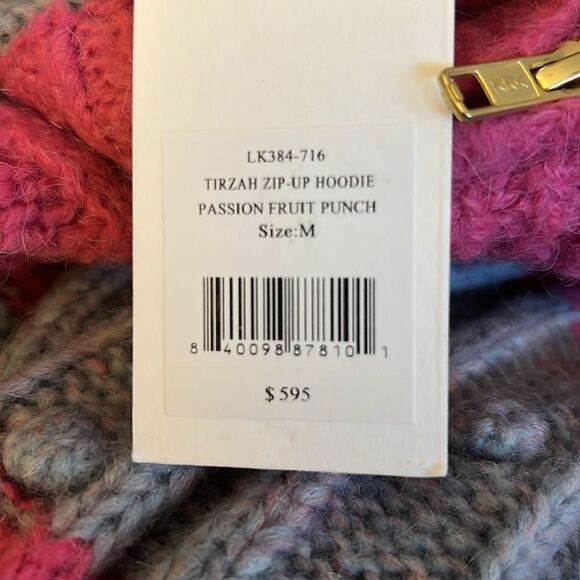 LK384-716
TIRZAH ZIP-UP HOODIE
PASSION FRUIT PUNCH
Size:M
8 40098 87810 1
$ 595